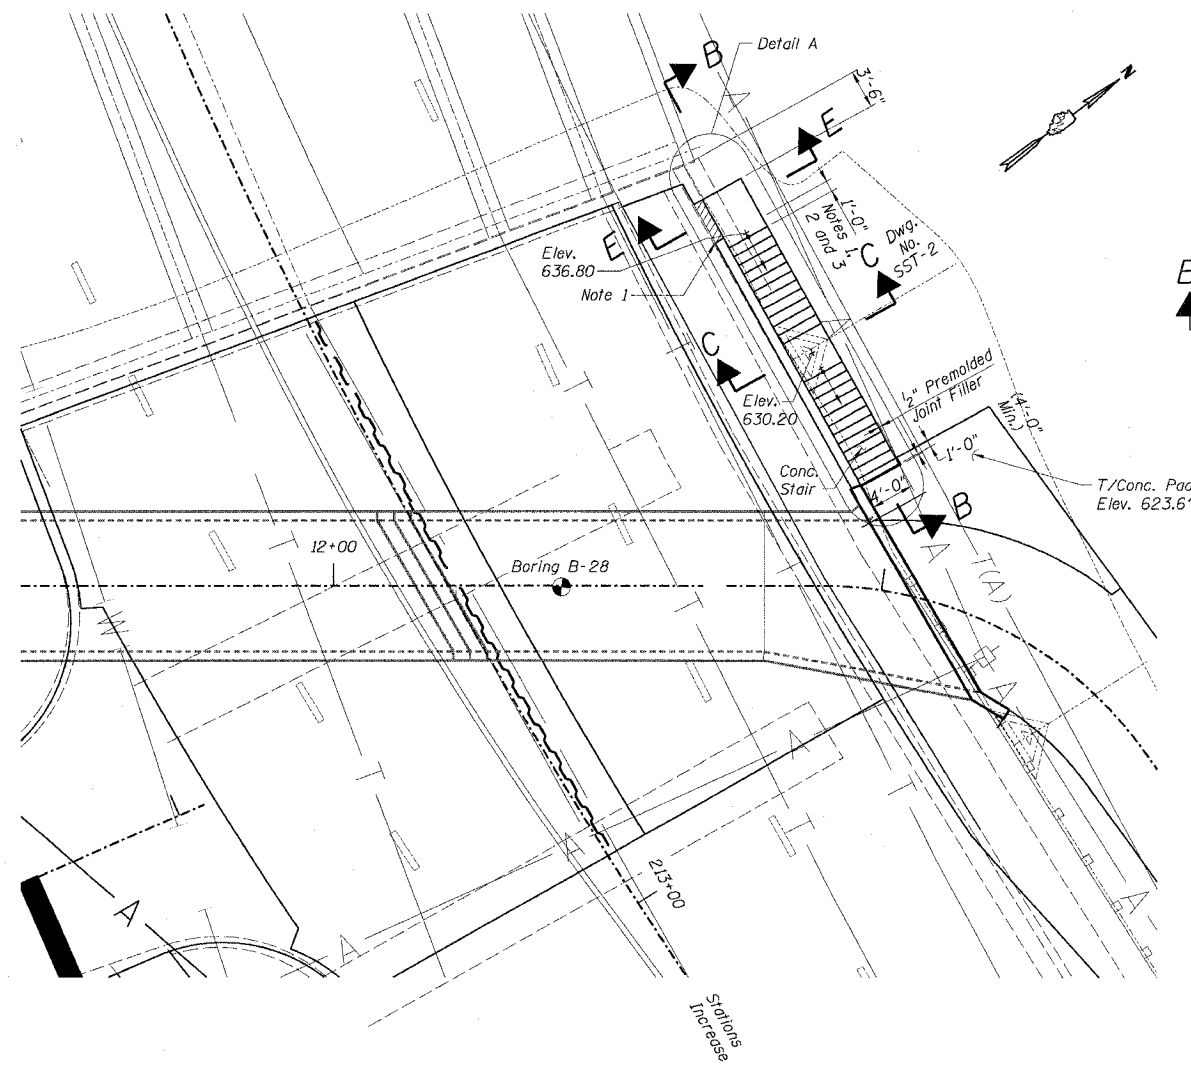 Detail A
B
3'-6"
N
E
1'-0"
Notes 1,
2 and 3
Dwg.
No.
SST-2
E
Elev.
636.80
Note 1
C
C
Elev.
630.20
½" Premolded
Joint Filler
(4'-0"
Min.)
1'-0"
Conc.
Stair
4'-0"
T/Conc. Pad
Elev. 623.6
B
12+00
Boring B-28
T(A)
A
A
T
T
T
T
W
A
T
T
A
T
A
A
A
213+00
Stations
Increase